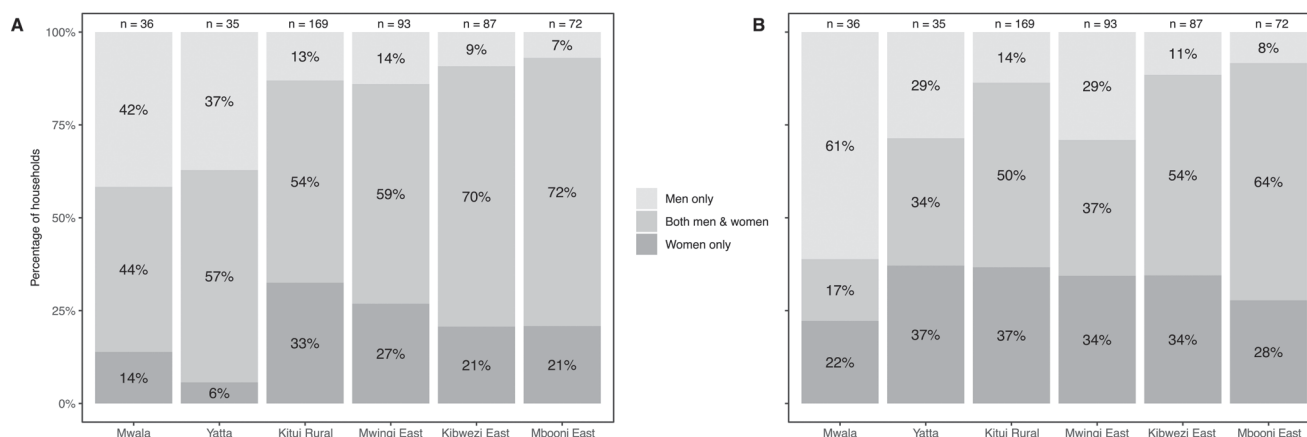 A
n = 36 n = 35 n = 169 n = 93 n = 87 n = 72
Percentage of households
100%
75%
50%
25%
0%
42% 37% 13% 14% 9% 7%
44% 57% 54% 59% 70% 72%
14% 6% 33% 27% 21% 21%
Mwala Yatta Kitui Rural Mwingi East Kibwezi East Mbooni East
Men only
Both men & women
Women only
B
n = 36 n = 35 n = 169 n = 93 n = 87 n = 72
61% 29% 14% 29% 11% 8%
17% 34% 50% 37% 54% 64%
22% 37% 37% 34% 34% 28%
Mwala Yatta Kitui Rural Mwingi East Kibwezi East Mbooni East